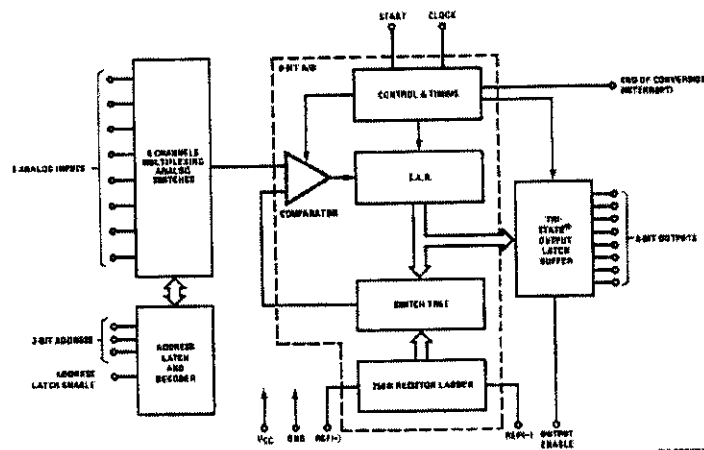 START
CLOCK
8-BIT A/D
CONTROL & TIMING
END OF CONVERSION
(INTERRUPT)
8 ANALOG INPUTS
8 CHANNELS
MULTIPLEXING
ANALOG
SWITCHES
S.A.R.
COMPARATOR
TRI-
STATE®
OUTPUT
LATCH
BUFFER
8-BIT OUTPUTS
SWITCH TREE
3-BIT ADDRESS
ADDRESS
LATCH
AND
DECODER
ADDRESS
LATCH ENABLE
256R RESISTOR LADDER
VCC
GND
REF(+)
REF(-)
OUTPUT
ENABLE